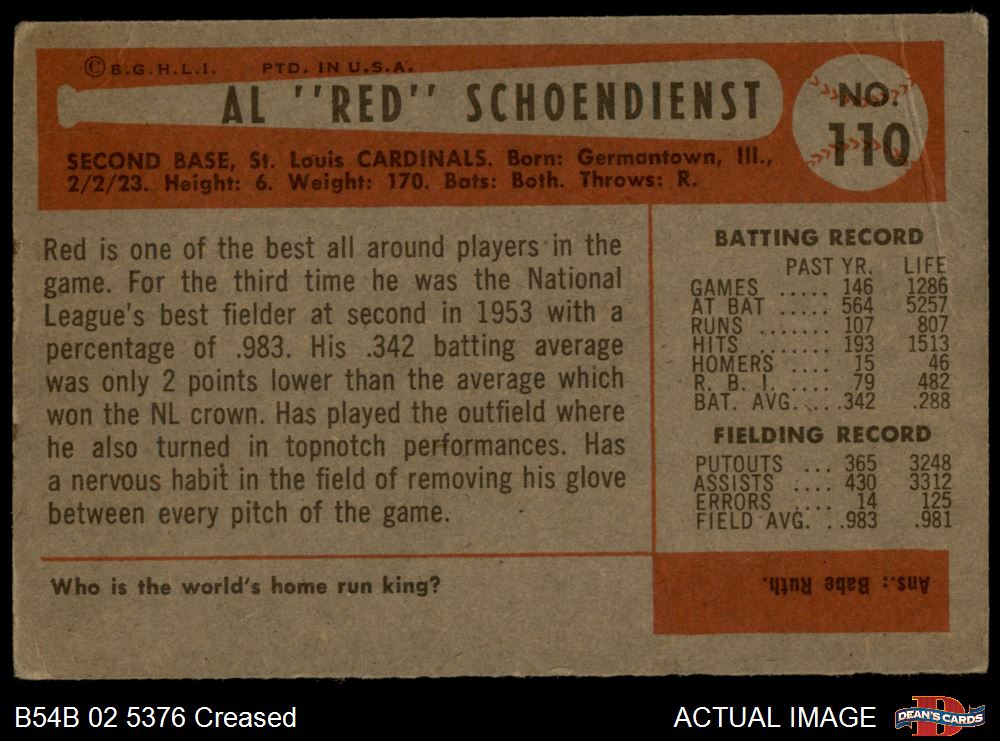 © B.G.H.L.I. PTD. IN U.S.A.
AL "RED" SCHOENDIENST
NO.
110
SECOND BASE, St. Louis CARDINALS. Born: Germantown, Ill.,
2/2/23. Height: 6. Weight: 170. Bats: Both. Throws: R.
Red is one of the best all around players in the
game. For the third time he was the National
League's best fielder at second in 1953 with a
percentage of .983. His .342 batting average
was only 2 points lower than the average which
won the NL crown. Has played the outfield where
he also turned in topnotch performances. Has
a nervous habit in the field of removing his glove
between every pitch of the game.
BATTING RECORD
PAST YR. LIFE
GAMES ..... 146 1286
AT BAT ..... 564 5257
RUNS ....... 107 807
HITS ........ 193 1513
HOMERS .... 15 46
R. B. I. ..... 79 482
BAT. AVG. ... .342 .288
FIELDING RECORD
PUTOUTS ... 365 3248
ASSISTS .... 430 3312
ERRORS .... 14 125
FIELD AVG. . .983 .981
Who is the world's home run king?
Ans.: Babe Ruth.
B54B 02 5376 Creased
ACTUAL IMAGE
D
DEAN'S CARDS